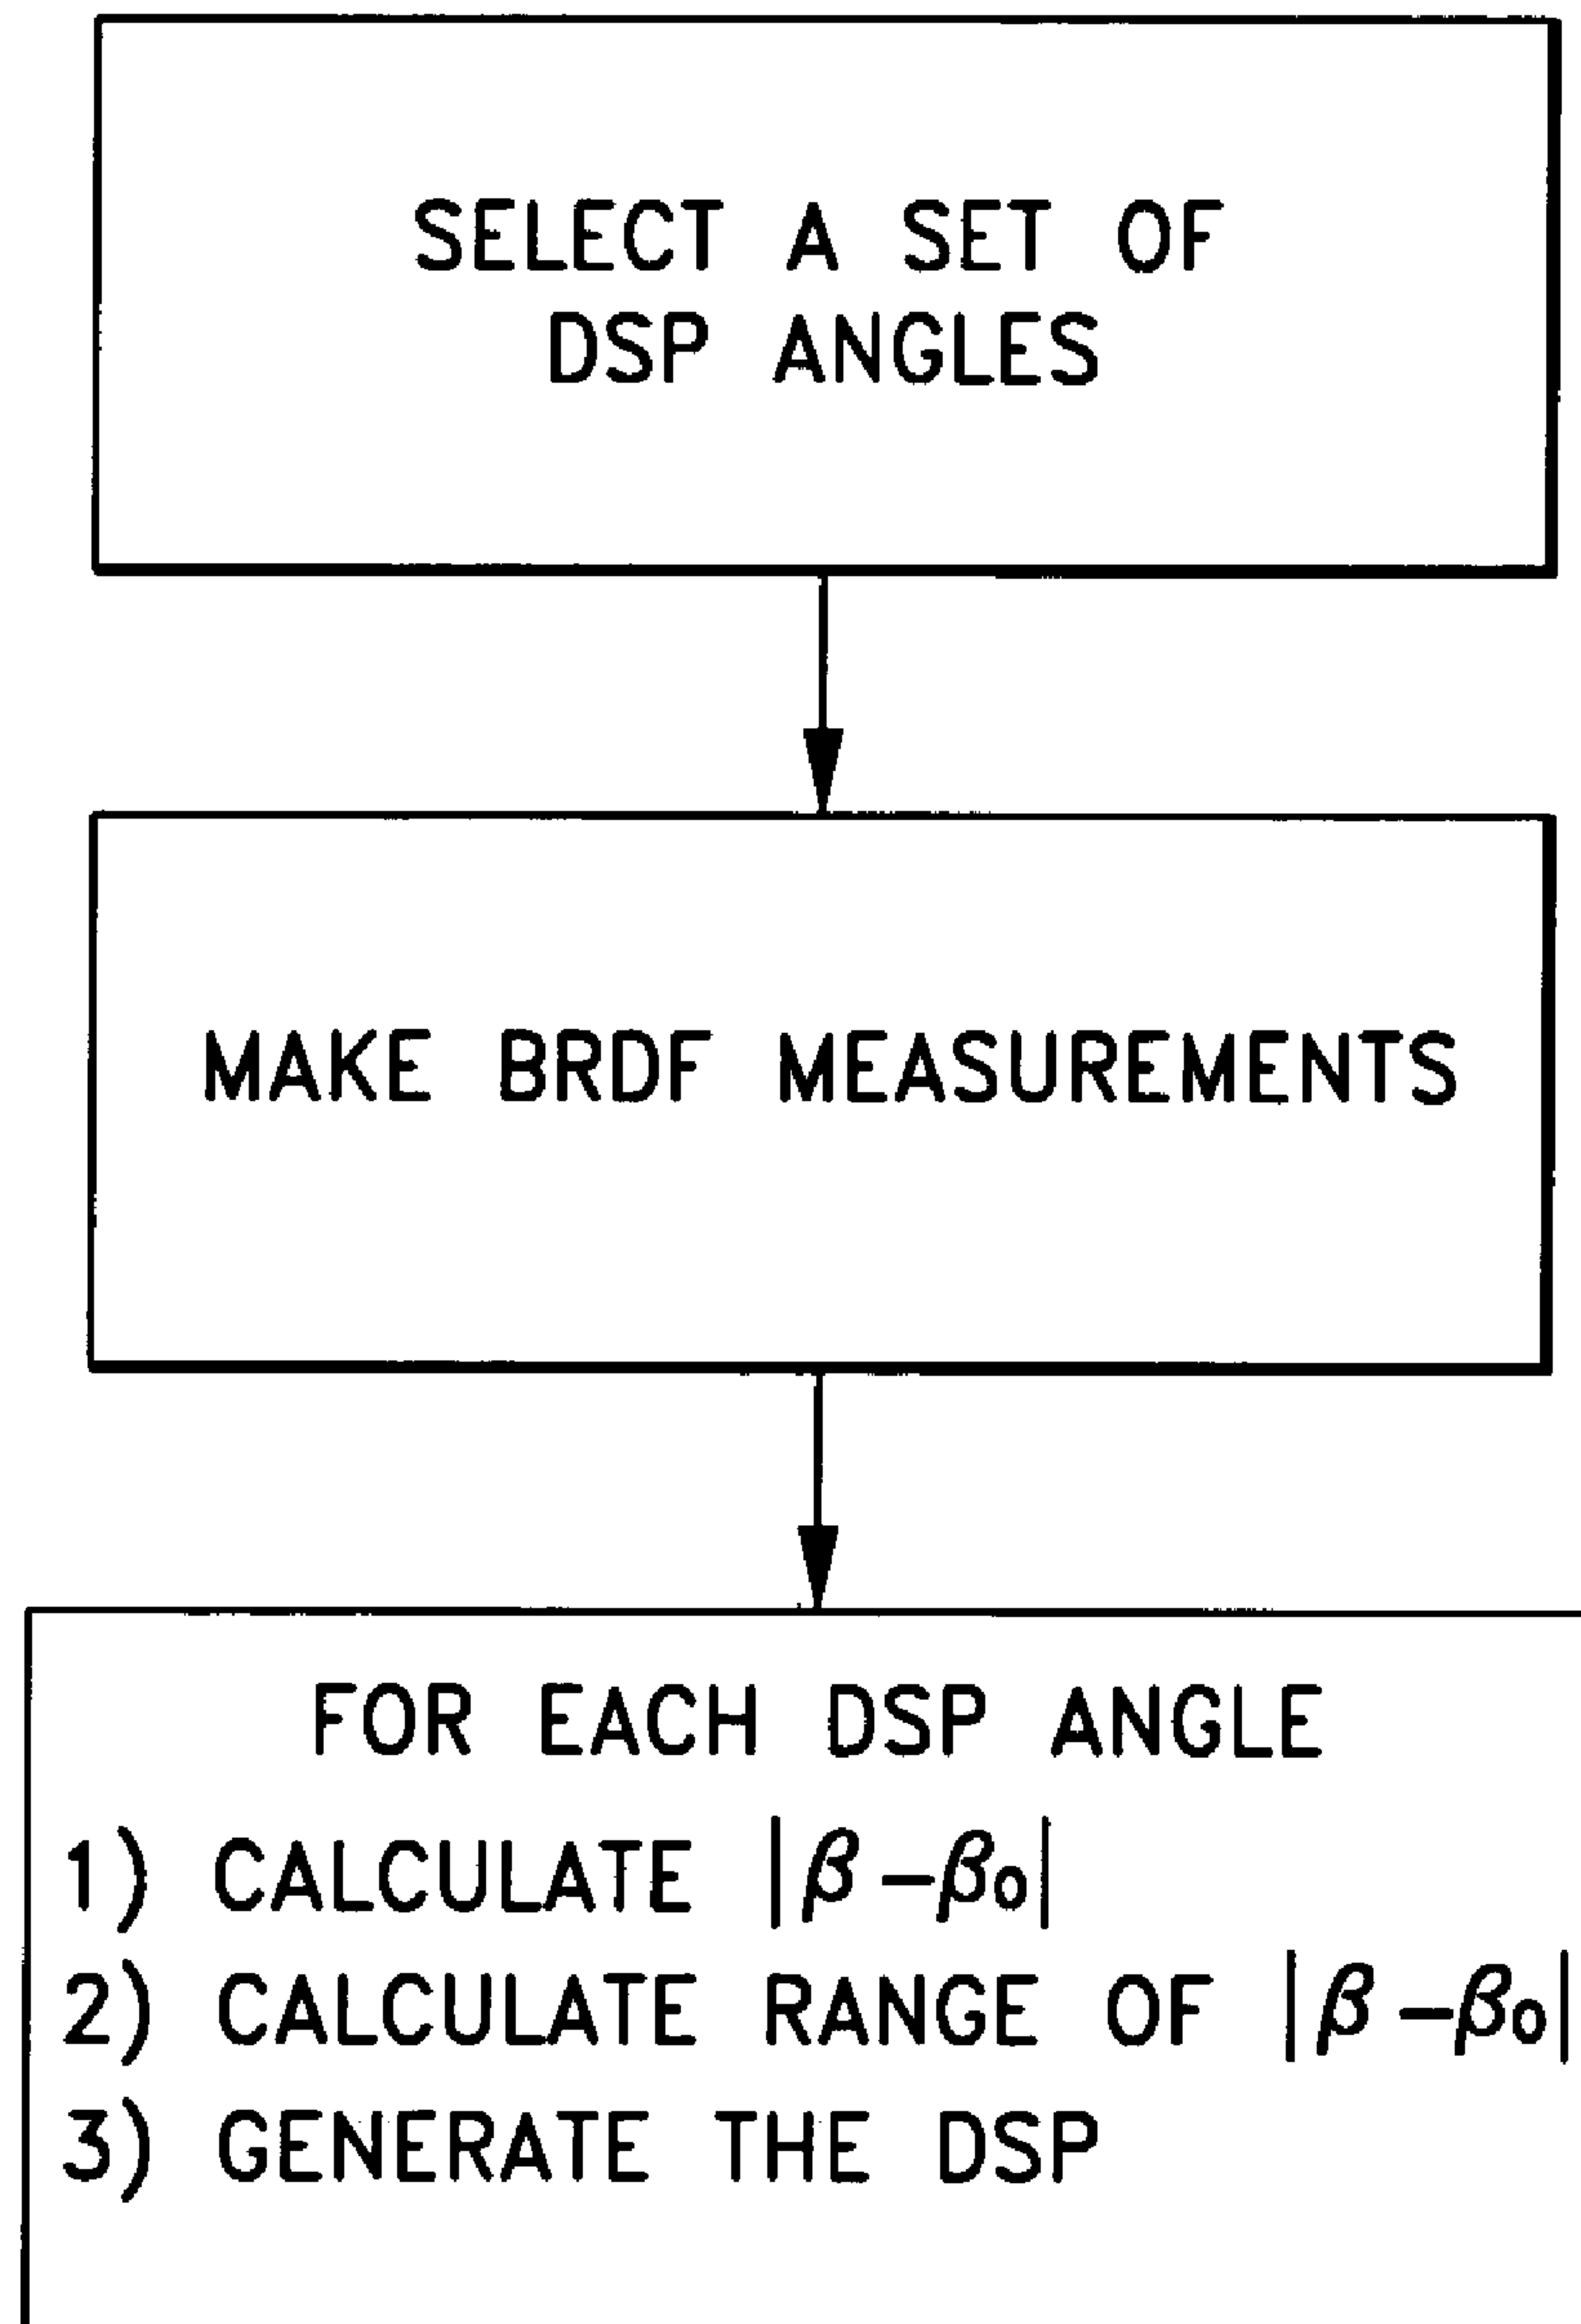 SELECT A SET OF
DSP ANGLES
MAKE BRDF MEASUREMENTS
FOR EACH DSP ANGLE
1) CALCULATE |β-β₀|
2) CALCULATE RANGE OF |β-β₀|
3) GENERATE THE DSP